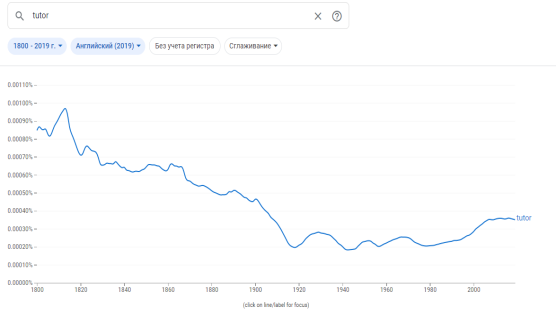 tutor
1800 - 2019 г. Английский (2019) Без учета регистра Сглаживание
0.00110%
0.00100%
0.00090%
0.00080%
0.00070%
0.00060%
0.00050%
0.00040%
tutor
0.00030%
0.00020%
0.00010%
0.00000%
1800 1820 1840 1860 1880 1900 1920 1940 1960 1980 2000
(click on line/label for focus)